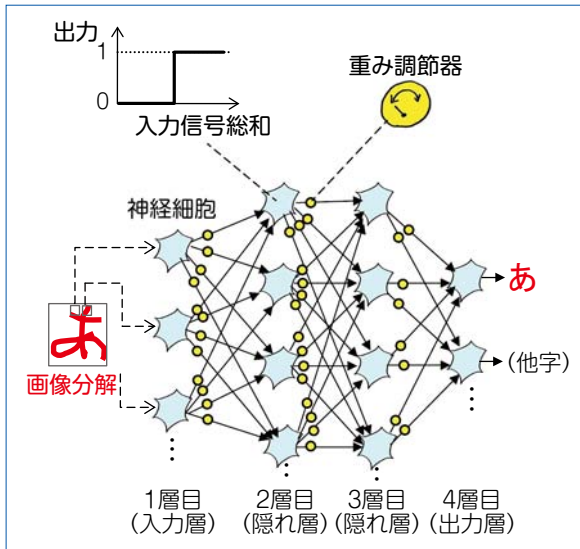 出力
1
0
入力信号総和
重み調節器
神経細胞
あ
画像分解
あ
(他字)
⋮
⋮
⋮
⋮
1層目
(入力層)
2層目
(隠れ層)
3層目
(隠れ層)
4層目
(出力層)